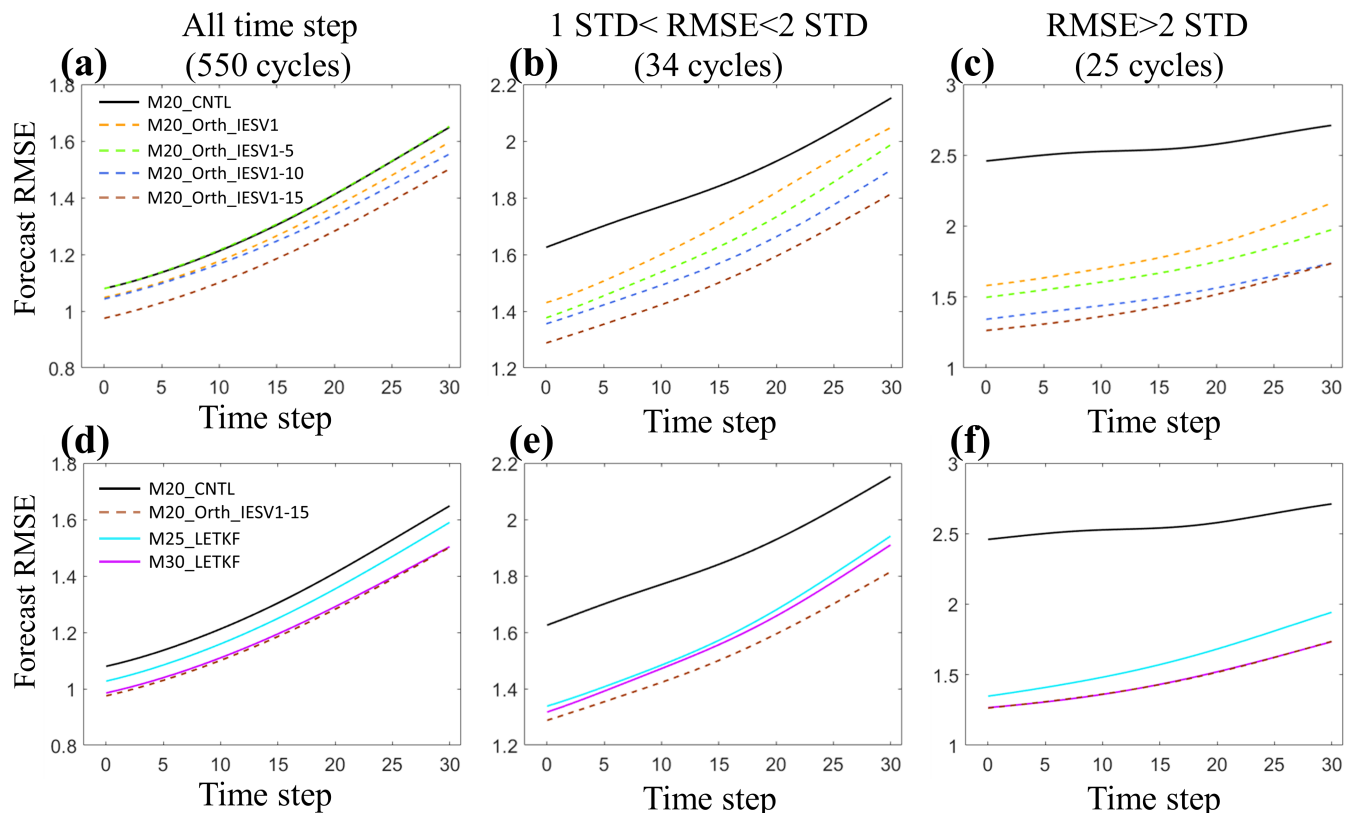 All time step
(550 cycles)
1 STD< RMSE<2 STD
(34 cycles)
RMSE>2 STD
(25 cycles)
(a)
Forecast RMSE
1.8
1.6
1.4
1.2
1
0.8
M20_CNTL
M20_Orth_IESV1
M20_Orth_IESV1-5
M20_Orth_IESV1-10
M20_Orth_IESV1-15
0 5 10 15 20 25 30
Time step
(b)
2.2
2
1.8
1.6
1.4
1.2
0 5 10 15 20 25 30
Time step
(c)
3
2.5
2
1.5
1
0 5 10 15 20 25 30
Time step
(d)
Forecast RMSE
1.8
1.6
1.4
1.2
1
0.8
M20_CNTL
M20_Orth_IESV1-15
M25_LETKF
M30_LETKF
0 5 10 15 20 25 30
Time step
(e)
2.2
2
1.8
1.6
1.4
1.2
0 5 10 15 20 25 30
Time step
(f)
3
2.5
2
1.5
1
0 5 10 15 20 25 30
Time step